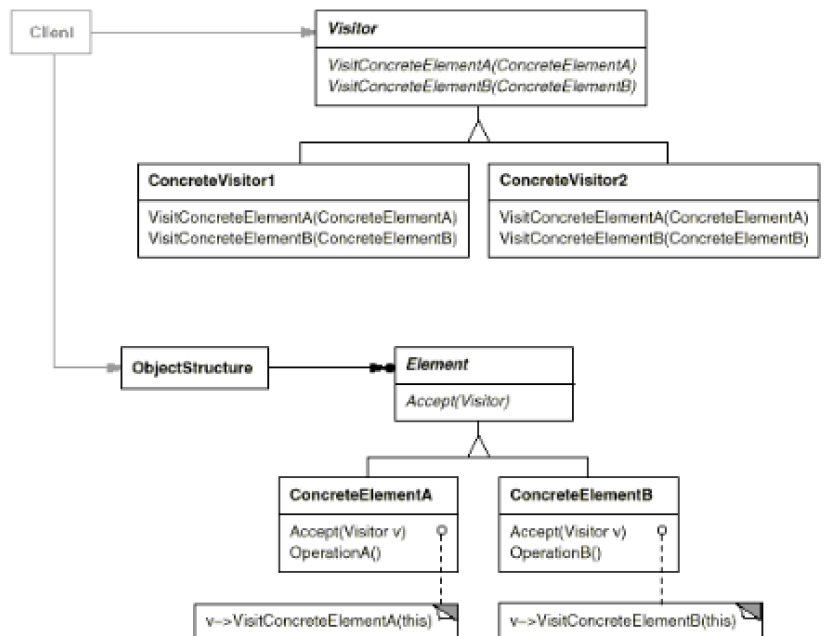 Client
Visitor
VisitConcreteElementA(ConcreteElementA)
VisitConcreteElementB(ConcreteElementB)
ConcreteVisitor1
VisitConcreteElementA(ConcreteElementA)
VisitConcreteElementB(ConcreteElementB)
ConcreteVisitor2
VisitConcreteElementA(ConcreteElementA)
VisitConcreteElementB(ConcreteElementB)
ObjectStructure
Element
Accept(Visitor)
ConcreteElementA
Accept(Visitor v)
OperationA()
ConcreteElementB
Accept(Visitor v)
OperationB()
v->VisitConcreteElementA(this)
v->VisitConcreteElementB(this)